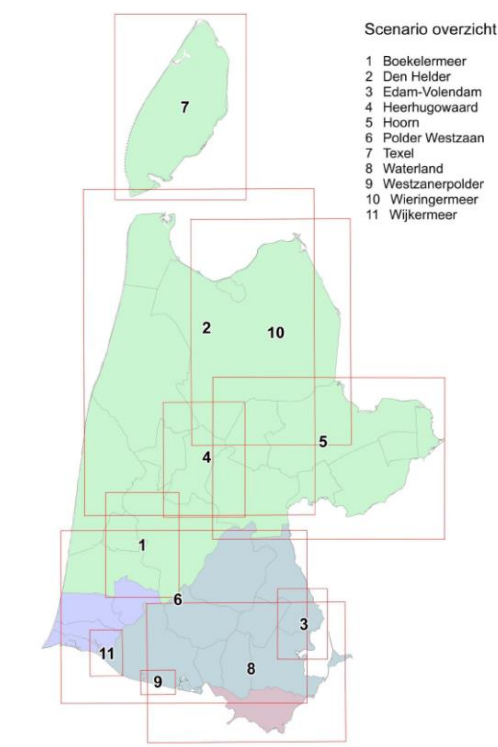 Scenario overzicht
1 Boekelermeer
2 Den Helder
3 Edam-Volendam
4 Heerhugowaard
5 Hoorn
6 Polder Westzaan
7 Texel
8 Waterland
9 Westzanerpolder
10 Wieringermeer
11 Wijkermeer
7
2
10
4
5
1
6
3
11
9
8